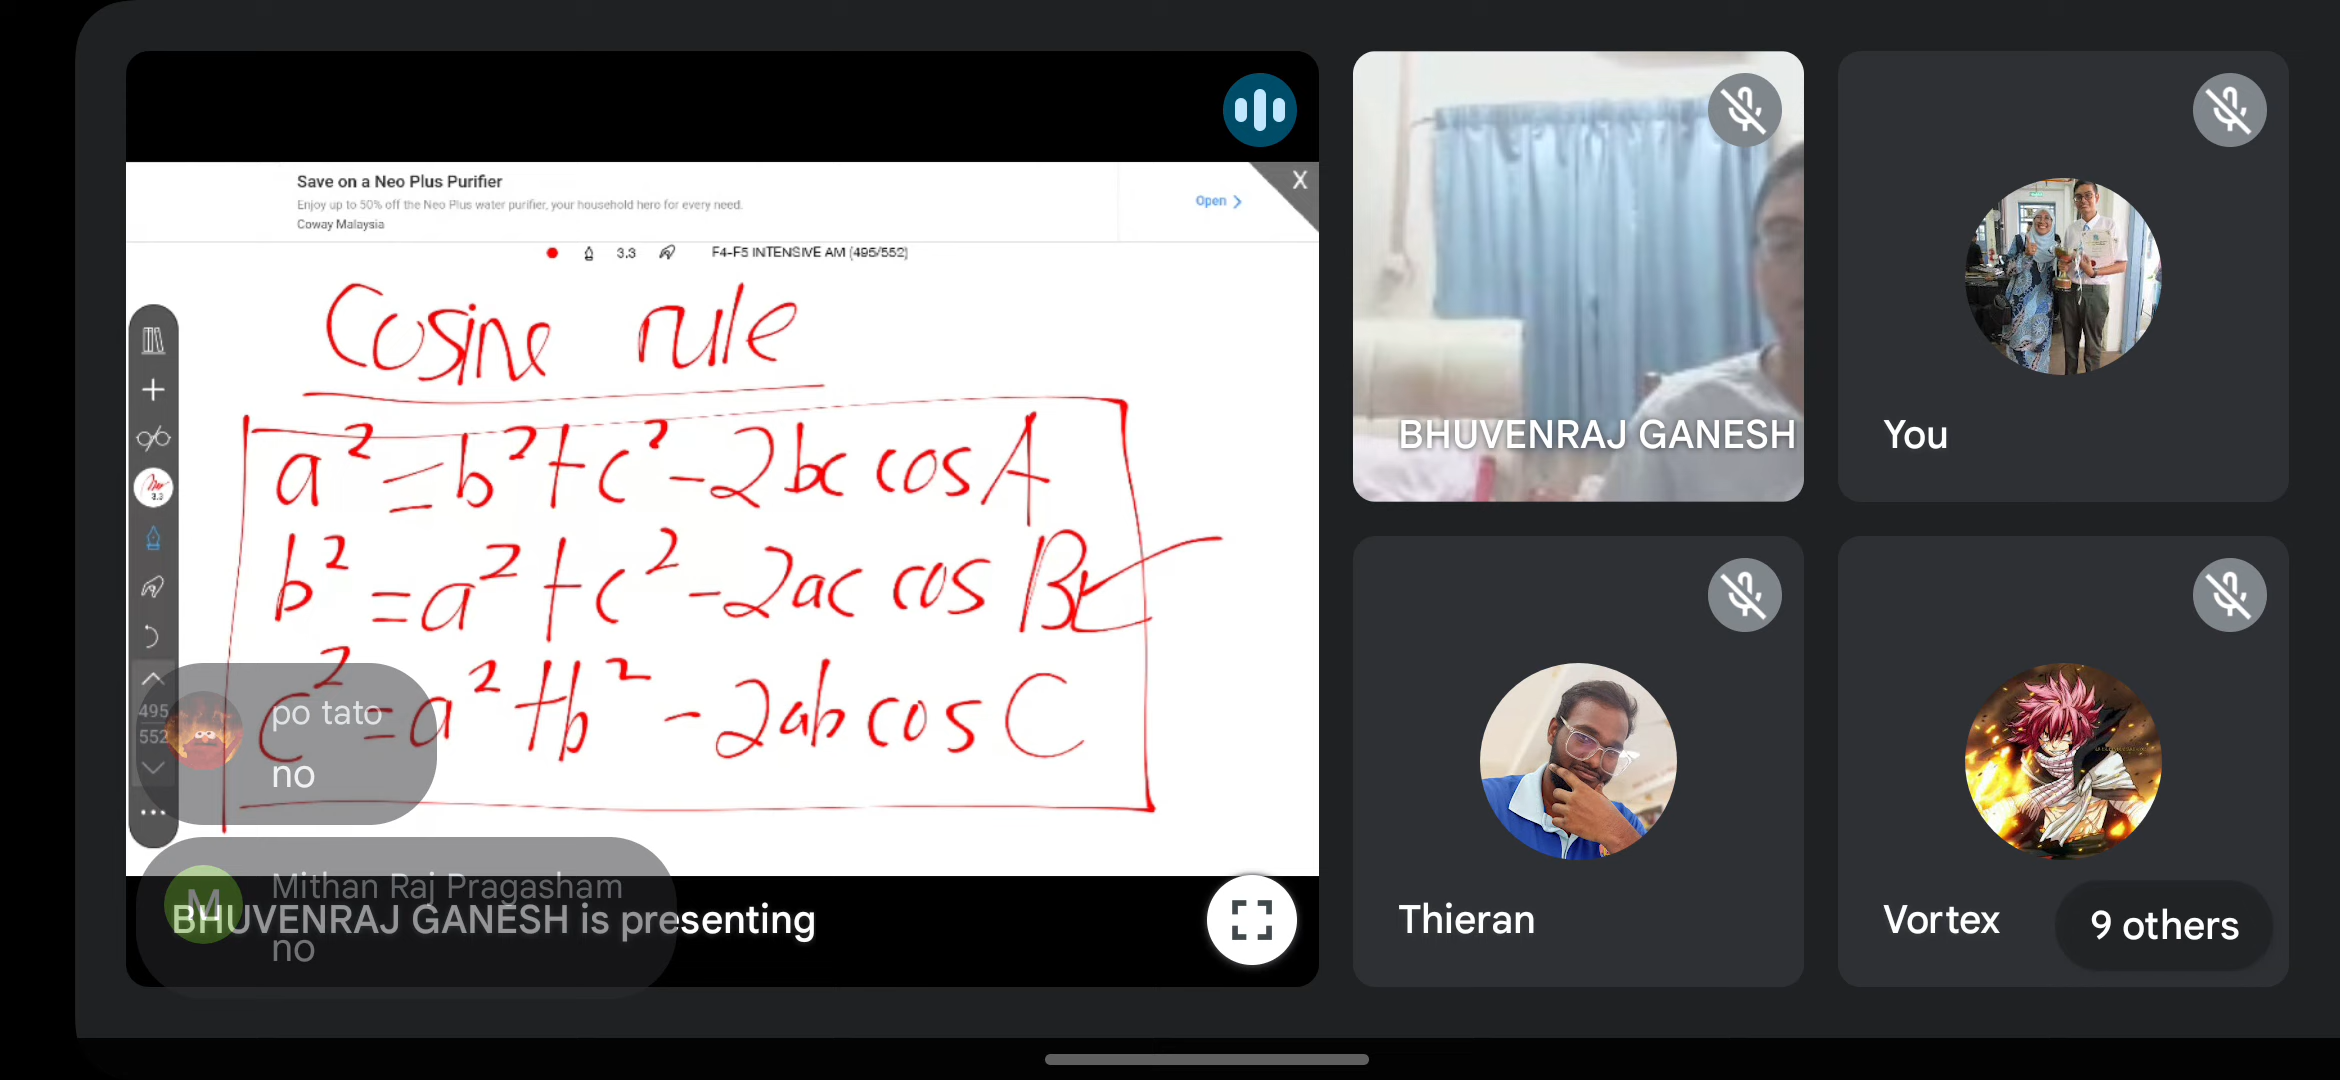 Save on a Neo Plus Purifier
Enjoy up to 50% off the Neo Plus water purifier, your household hero for every need.
Coway Malaysia
Open
X
3.3 F4-F5 INTENSIVE AM (495/552)
Cosine rule
a² = b² + c² - 2bc cos A
b² = a² + c² - 2ac cos B
c² = a² + b² - 2ab cos C
3.3
495
552
po tato
no
Mithan Raj Pragasham
no
M
BHUVENRAJ GANESH is presenting
BHUVENRAJ GANESH
You
Thieran
Vortex
9 others